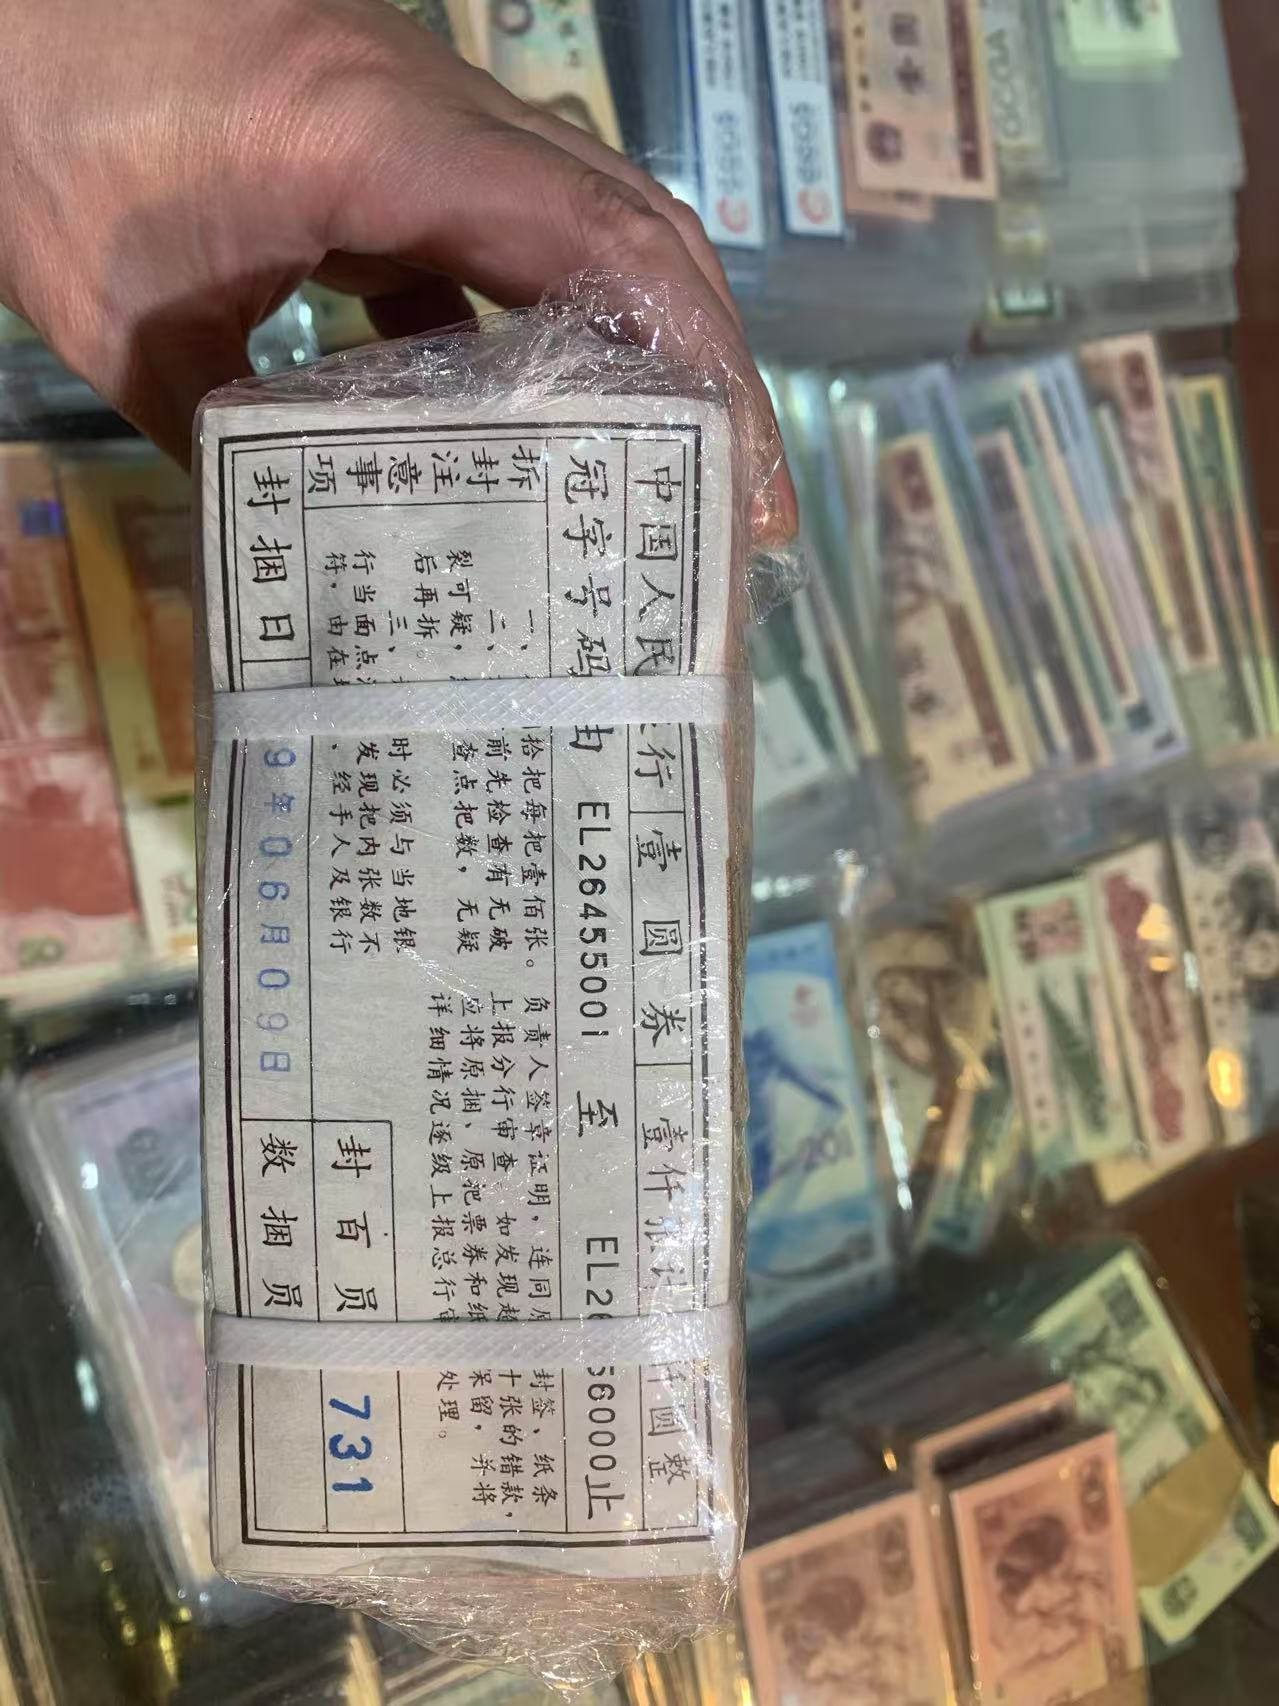 中国人民 行 壹圆券 壹仟张 仟圆整
冠字号码 由 EL26455001 至 EL26 56000止
拆封注意事项
一、 拾把每把壹佰张。
二、 前先检查有无破
裂可疑, 查点把数,无疑
后再拆。
三、 时必须与当地银
行当面点 发现把内张数不
符,由在 、经手人及银行
负责人签章证明,连同原 封签、纸条
上报分行审查。如发现超 十张的错款,
应将原捆、原把票券和纸 保留,并将
详细情况逐级上报总行审 处理。
封捆日 9年06月09日
封百员 731
数捆员